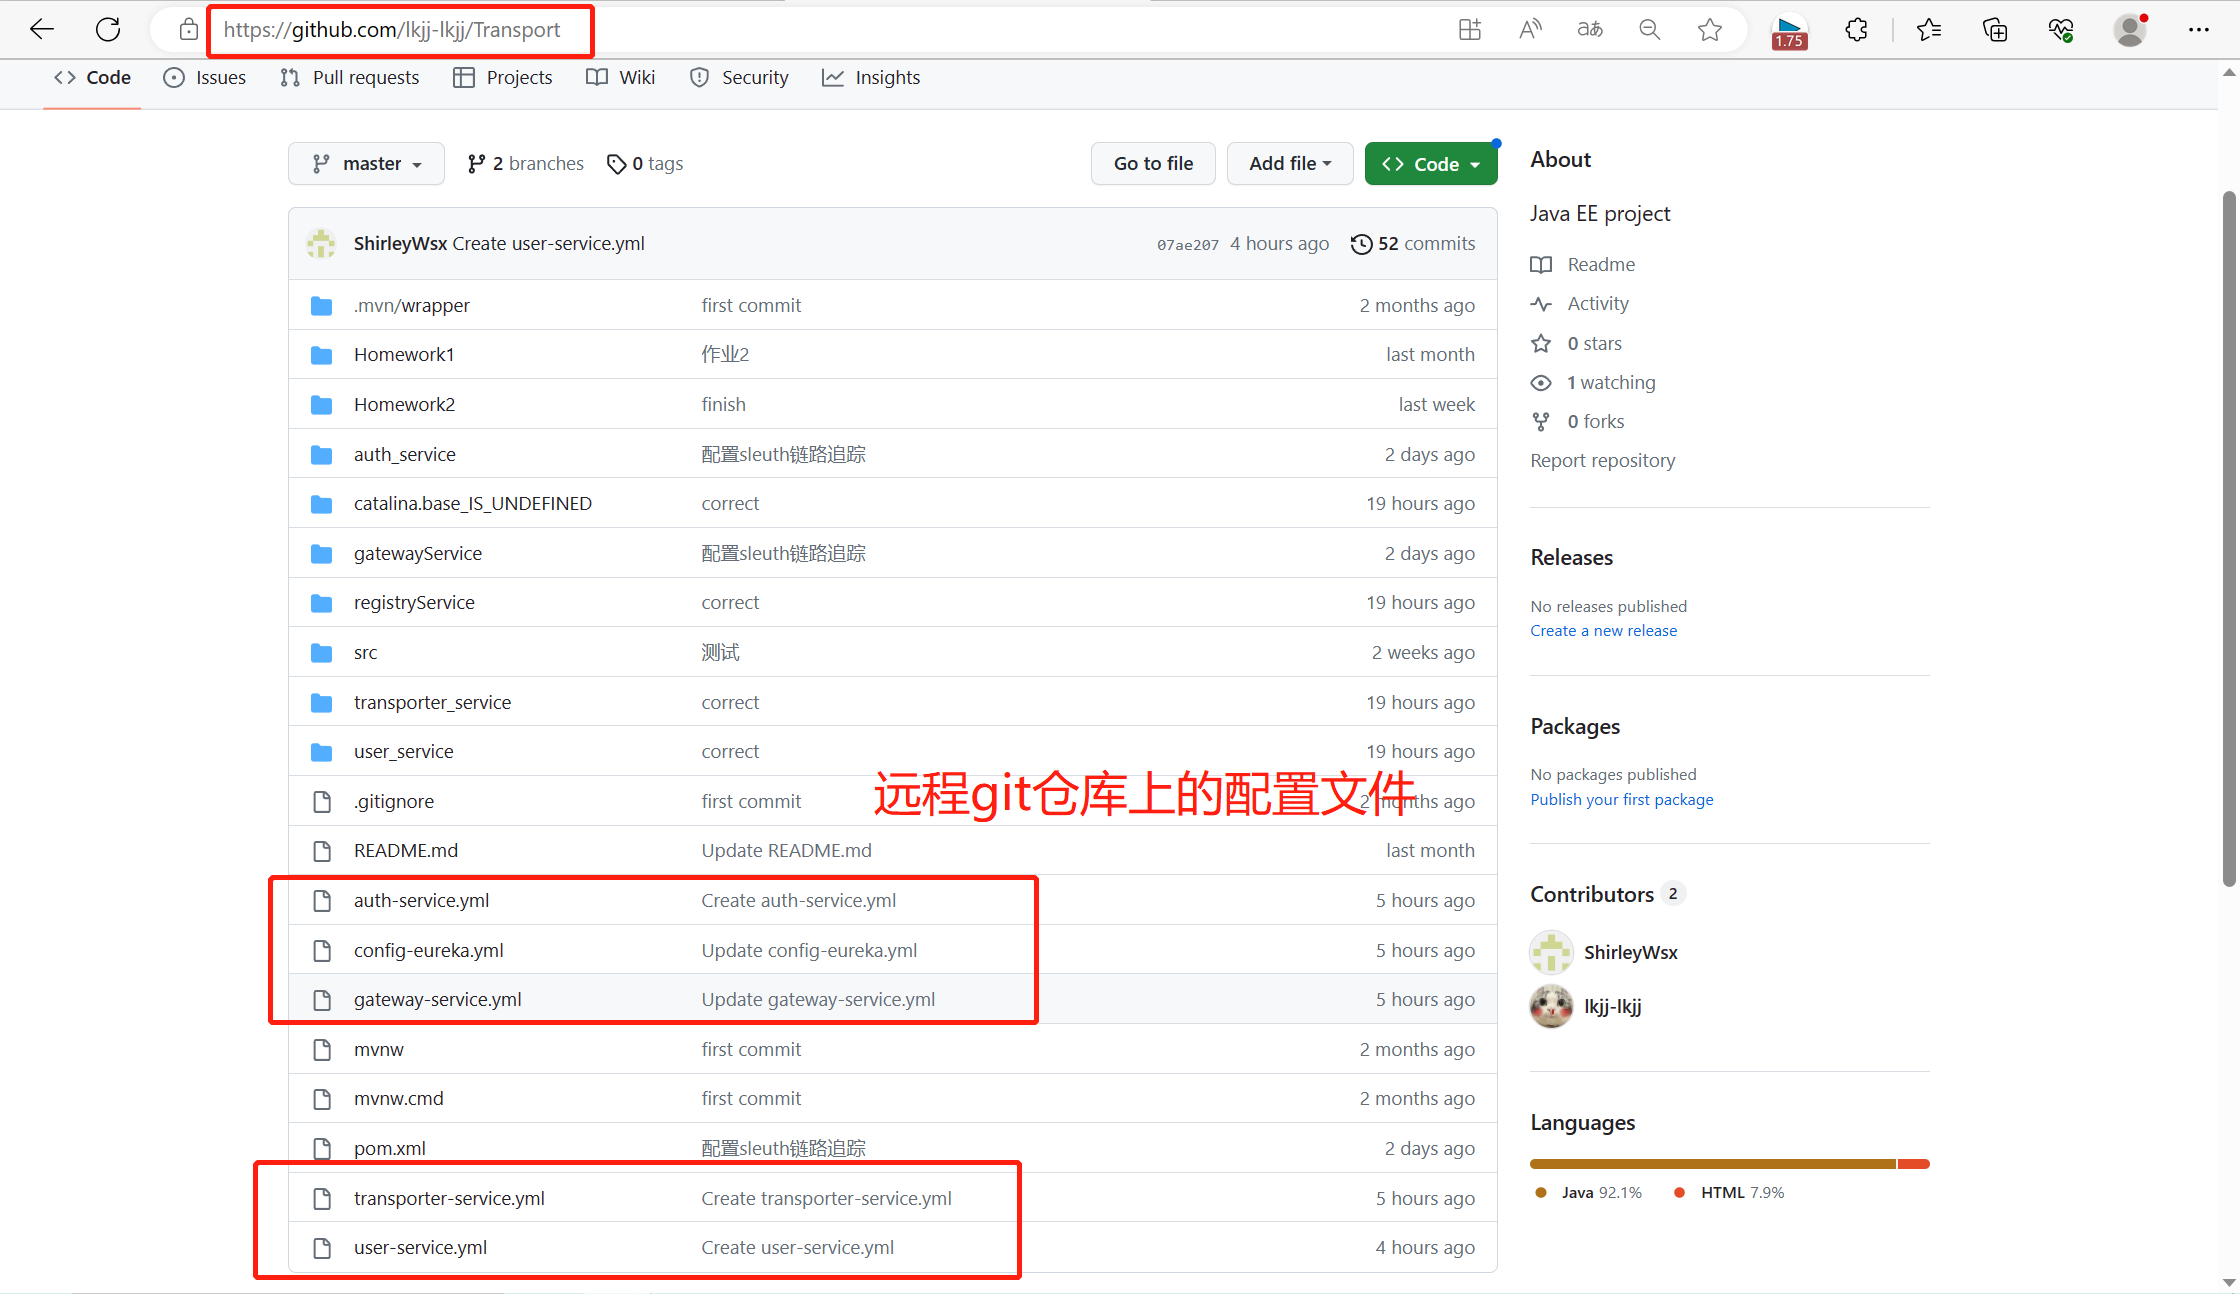 https://github.com/lkjj-lkjj/Transport
1.75
Code Issues Pull requests Projects Wiki Security Insights
master 2 branches 0 tags Go to file Add file Code
ShirleyWsx Create user-service.yml 07ae207 4 hours ago 52 commits
.mvn/wrapper first commit 2 months ago
Homework1 作业2 last month
Homework2 finish last week
auth_service 配置sleuth链路追踪 2 days ago
catalina.base_IS_UNDEFINED correct 19 hours ago
gatewayService 配置sleuth链路追踪 2 days ago
registryService correct 19 hours ago
src 测试 2 weeks ago
transporter_service correct 19 hours ago
user_service correct 19 hours ago
远程git仓库上的配置文件
.gitignore first commit 2 months ago
README.md Update README.md last month
auth-service.yml Create auth-service.yml 5 hours ago
config-eureka.yml Update config-eureka.yml 5 hours ago
gateway-service.yml Update gateway-service.yml 5 hours ago
mvnw first commit 2 months ago
mvnw.cmd first commit 2 months ago
pom.xml 配置sleuth链路追踪 2 days ago
transporter-service.yml Create transporter-service.yml 5 hours ago
user-service.yml Create user-service.yml 4 hours ago
About
Java EE project
Readme
Activity
0 stars
1 watching
0 forks
Report repository
Releases
No releases published
Create a new release
Packages
No packages published
Publish your first package
Contributors 2
ShirleyWsx
lkjj-lkjj
Languages
Java 92.1% HTML 7.9%